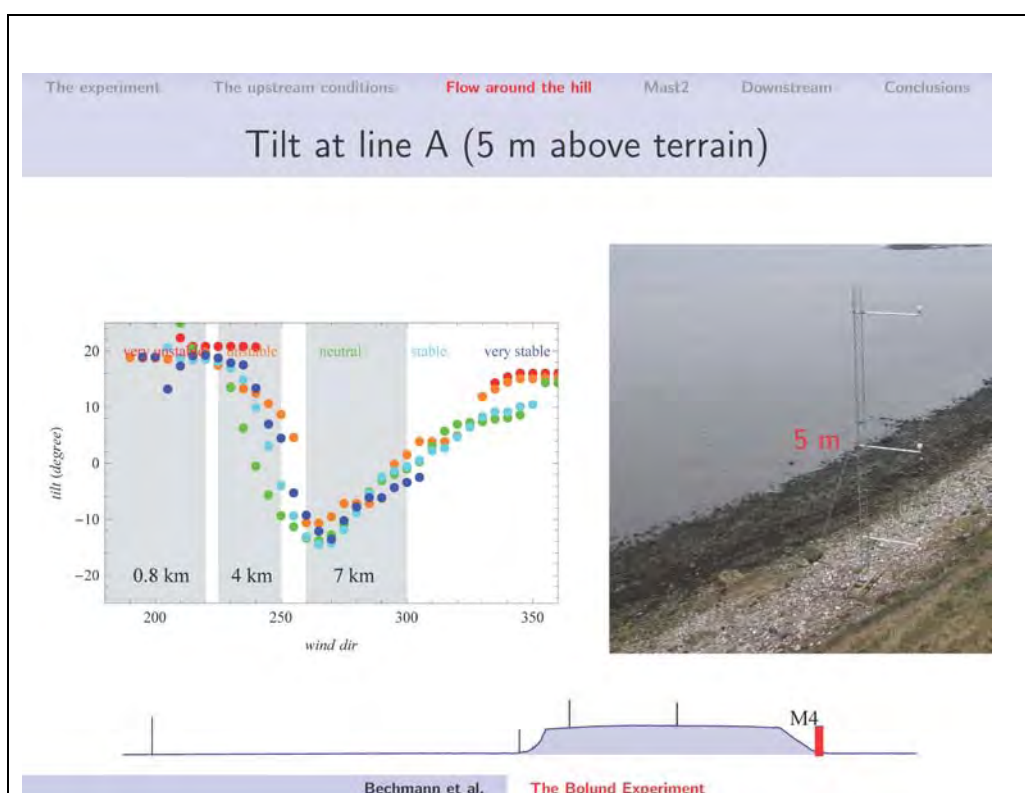 The experiment The upstream conditions Flow around the hill Mast2 Downstream Conclusions
Tilt at line A (5 m above terrain)
20
10
0
−10
−20
tilt (degree)
very unstable unstable neutral stable very stable
0.8 km 4 km 7 km
200 250 300 350
wind dir
5 m
M4
Bechmann et al. The Bolund Experiment